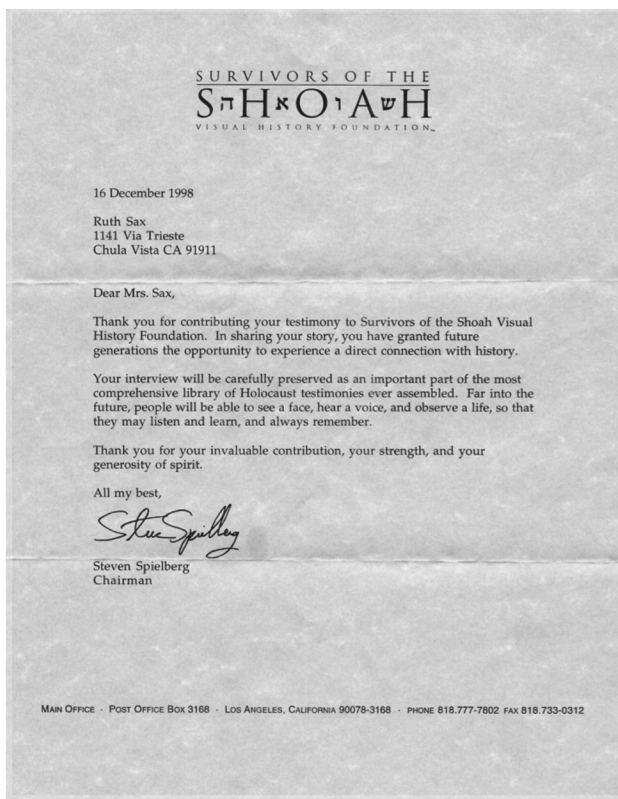 SURVIVORS OF THE
SהHאOוAשH
VISUAL HISTORY FOUNDATION™
16 December 1998
Ruth Sax
1141 Via Trieste
Chula Vista CA 91911
Dear Mrs. Sax,
Thank you for contributing your testimony to Survivors of the Shoah Visual
History Foundation. In sharing your story, you have granted future
generations the opportunity to experience a direct connection with history.
Your interview will be carefully preserved as an important part of the most
comprehensive library of Holocaust testimonies ever assembled. Far into the
future, people will be able to see a face, hear a voice, and observe a life, so that
they may listen and learn, and always remember.
Thank you for your invaluable contribution, your strength, and your
generosity of spirit.
All my best,
Steven Spielberg
Steven Spielberg
Chairman
MAIN OFFICE · POST OFFICE BOX 3168 · LOS ANGELES, CALIFORNIA 90078-3168 · PHONE 818.777-7802 FAX 818.733-0312